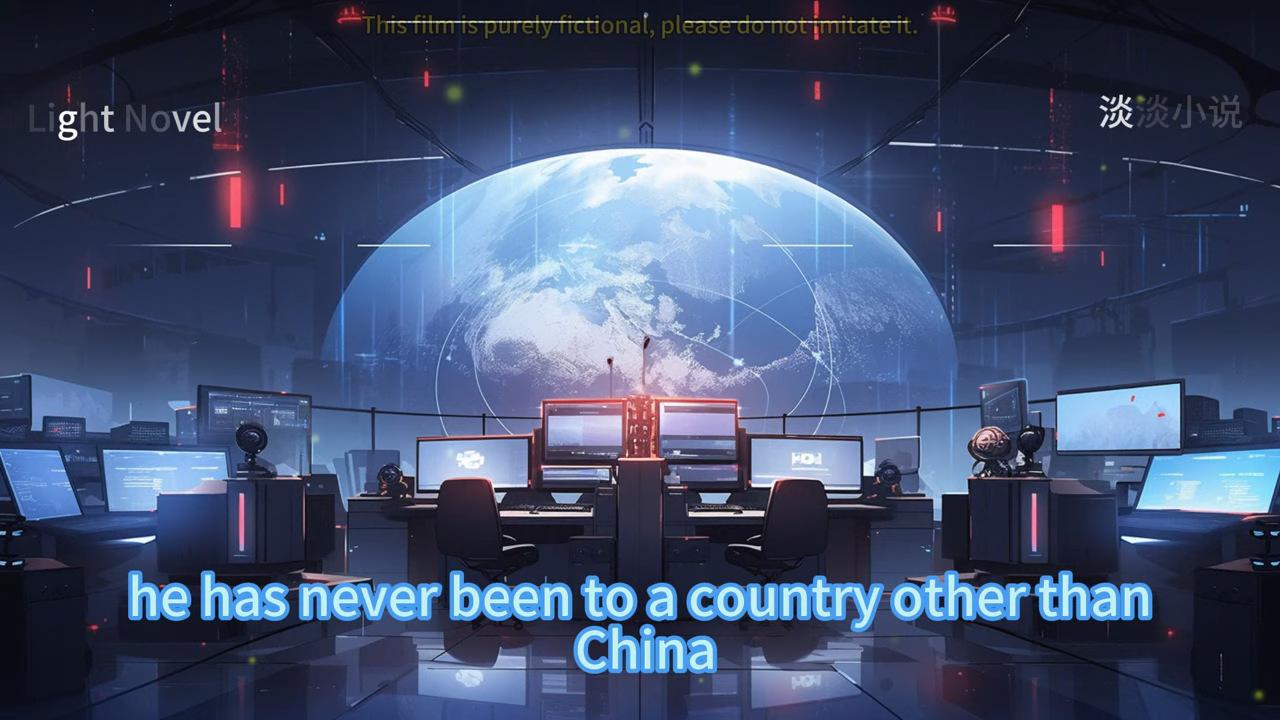 This film is purely fictional, please do not imitate it.
Light Novel
淡淡小说
he has never been to a country other than
China